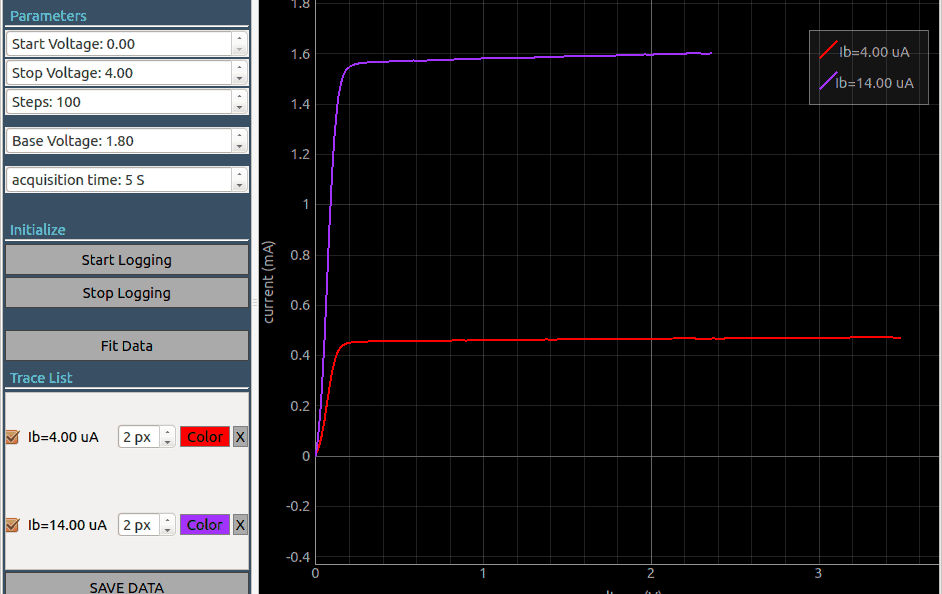 Parameters
Start Voltage: 0.00
Stop Voltage: 4.00
Steps: 100
Base Voltage: 1.80
acquisition time: 5 S
Initialize
Start Logging
Stop Logging
Fit Data
Trace List
Ib=4.00 uA 2 px Color X
Ib=14.00 uA 2 px Color X
SAVE DATA
1.8
1.6
1.4
1.2
1
0.8
0.6
0.4
0.2
0
-0.2
-0.4
current (mA)
0 1 2 3
Ib=4.00 uA
Ib=14.00 uA